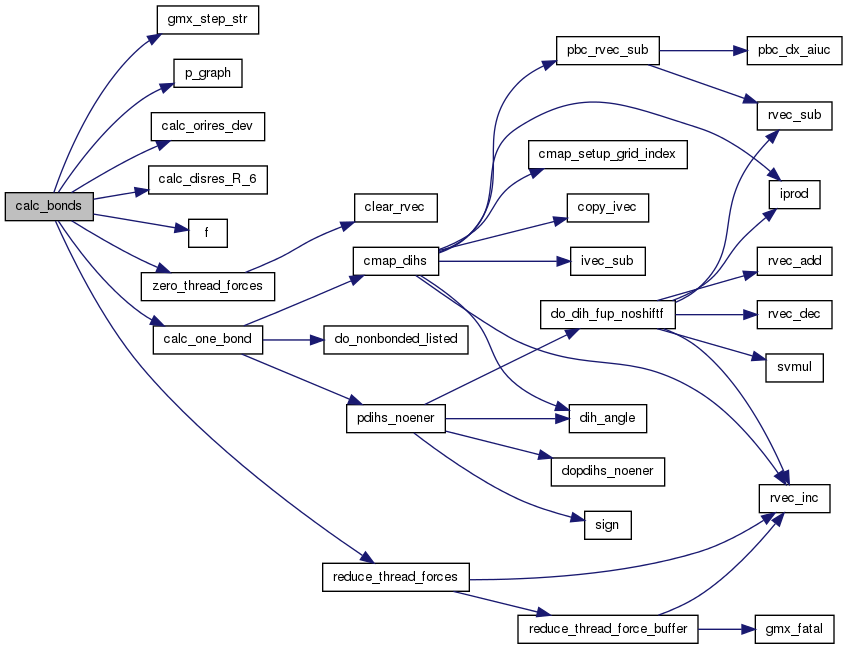 gmx_step_str
p_graph
calc_orires_dev
calc_disres_R_6
calc_bonds
f
zero_thread_forces
calc_one_bond
clear_rvec
cmap_dihs
do_nonbonded_listed
pdihs_noener
reduce_thread_forces
pbc_rvec_sub
cmap_setup_grid_index
copy_ivec
ivec_sub
do_dih_fup_noshiftf
dih_angle
dopdihs_noener
sign
reduce_thread_force_buffer
pbc_dx_aiuc
rvec_sub
iprod
rvec_add
rvec_dec
svmul
rvec_inc
gmx_fatal